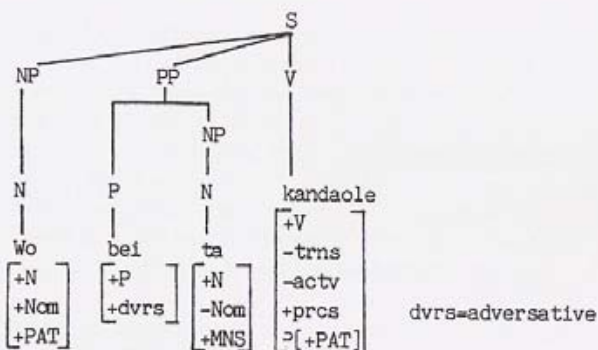 S
NP PP V
NP
N P N kandaole
Wo bei ta +V
+N +P +N -trns
+Nom +dvrs -Nom -actv
+PAT +MNS +prcs dvrs=adversative
P[+PAT]